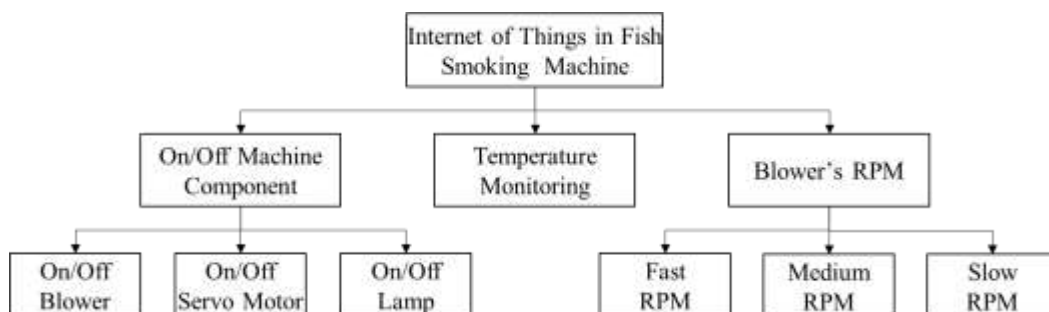 Internet of Things in Fish
Smoking Machine
On/Off Machine
Component
Temperature
Monitoring
Blower's RPM
On/Off
Blower
On/Off
Servo Motor
On/Off
Lamp
Fast
RPM
Medium
RPM
Slow
RPM